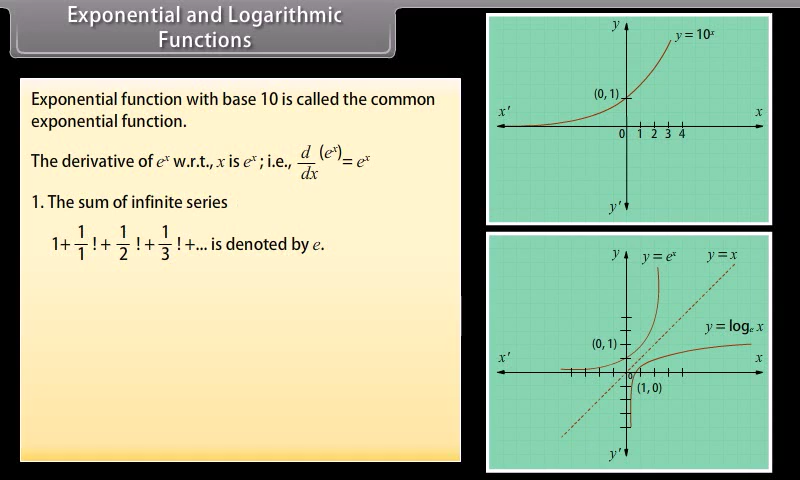 Exponential and Logarithmic
Functions
Exponential function with base 10 is called the common
exponential function.
The derivative of eˣ w.r.t., x is eˣ ; i.e., d/dx (eˣ) = eˣ
1. The sum of infinite series
1+ 1/1 ! + 1/2 ! + 1/3 ! +... is denoted by e.
y
y = 10ˣ
(0, 1)
x' x
0 1 2 3 4
y'
y y = eˣ y = x
y = logₑ x
(0, 1)
x' x
0
(1, 0)
y'